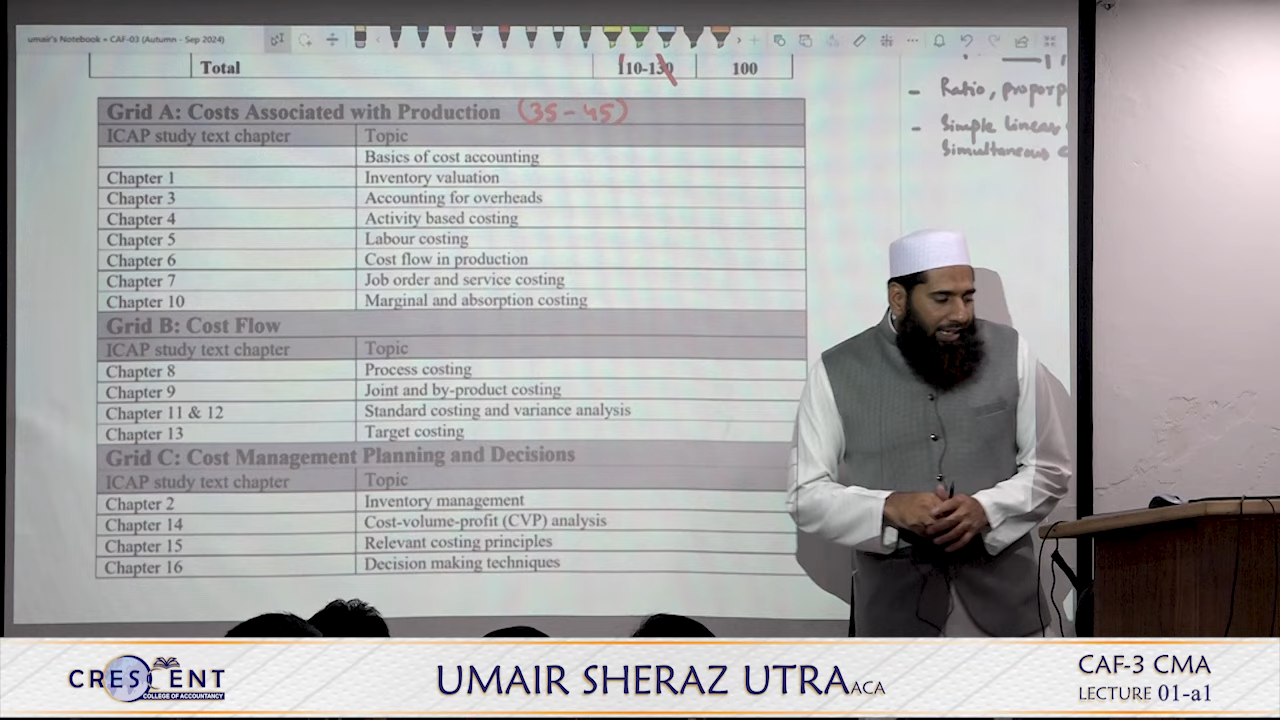 umair's Notebook » CAF-03 (Autumn - Sep 2024)
Total 110-130 100
Grid A: Costs Associated with Production (35-45)
ICAP study text chapter Topic
Basics of cost accounting
Chapter 1 Inventory valuation
Chapter 3 Accounting for overheads
Chapter 4 Activity based costing
Chapter 5 Labour costing
Chapter 6 Cost flow in production
Chapter 7 Job order and service costing
Chapter 10 Marginal and absorption costing
Grid B: Cost Flow
ICAP study text chapter Topic
Chapter 8 Process costing
Chapter 9 Joint and by-product costing
Chapter 11 & 12 Standard costing and variance analysis
Chapter 13 Target costing
Grid C: Cost Management Planning and Decisions
ICAP study text chapter Topic
Chapter 2 Inventory management
Chapter 14 Cost-volume-profit (CVP) analysis
Chapter 15 Relevant costing principles
Chapter 16 Decision making techniques
- Ratio,
- Simple linear
Simultaneous
CRESCENT
COLLEGE OF ACCOUNTANCY
UMAIR SHERAZ UTRA ACA
CAF-3 CMA
LECTURE 01-a1